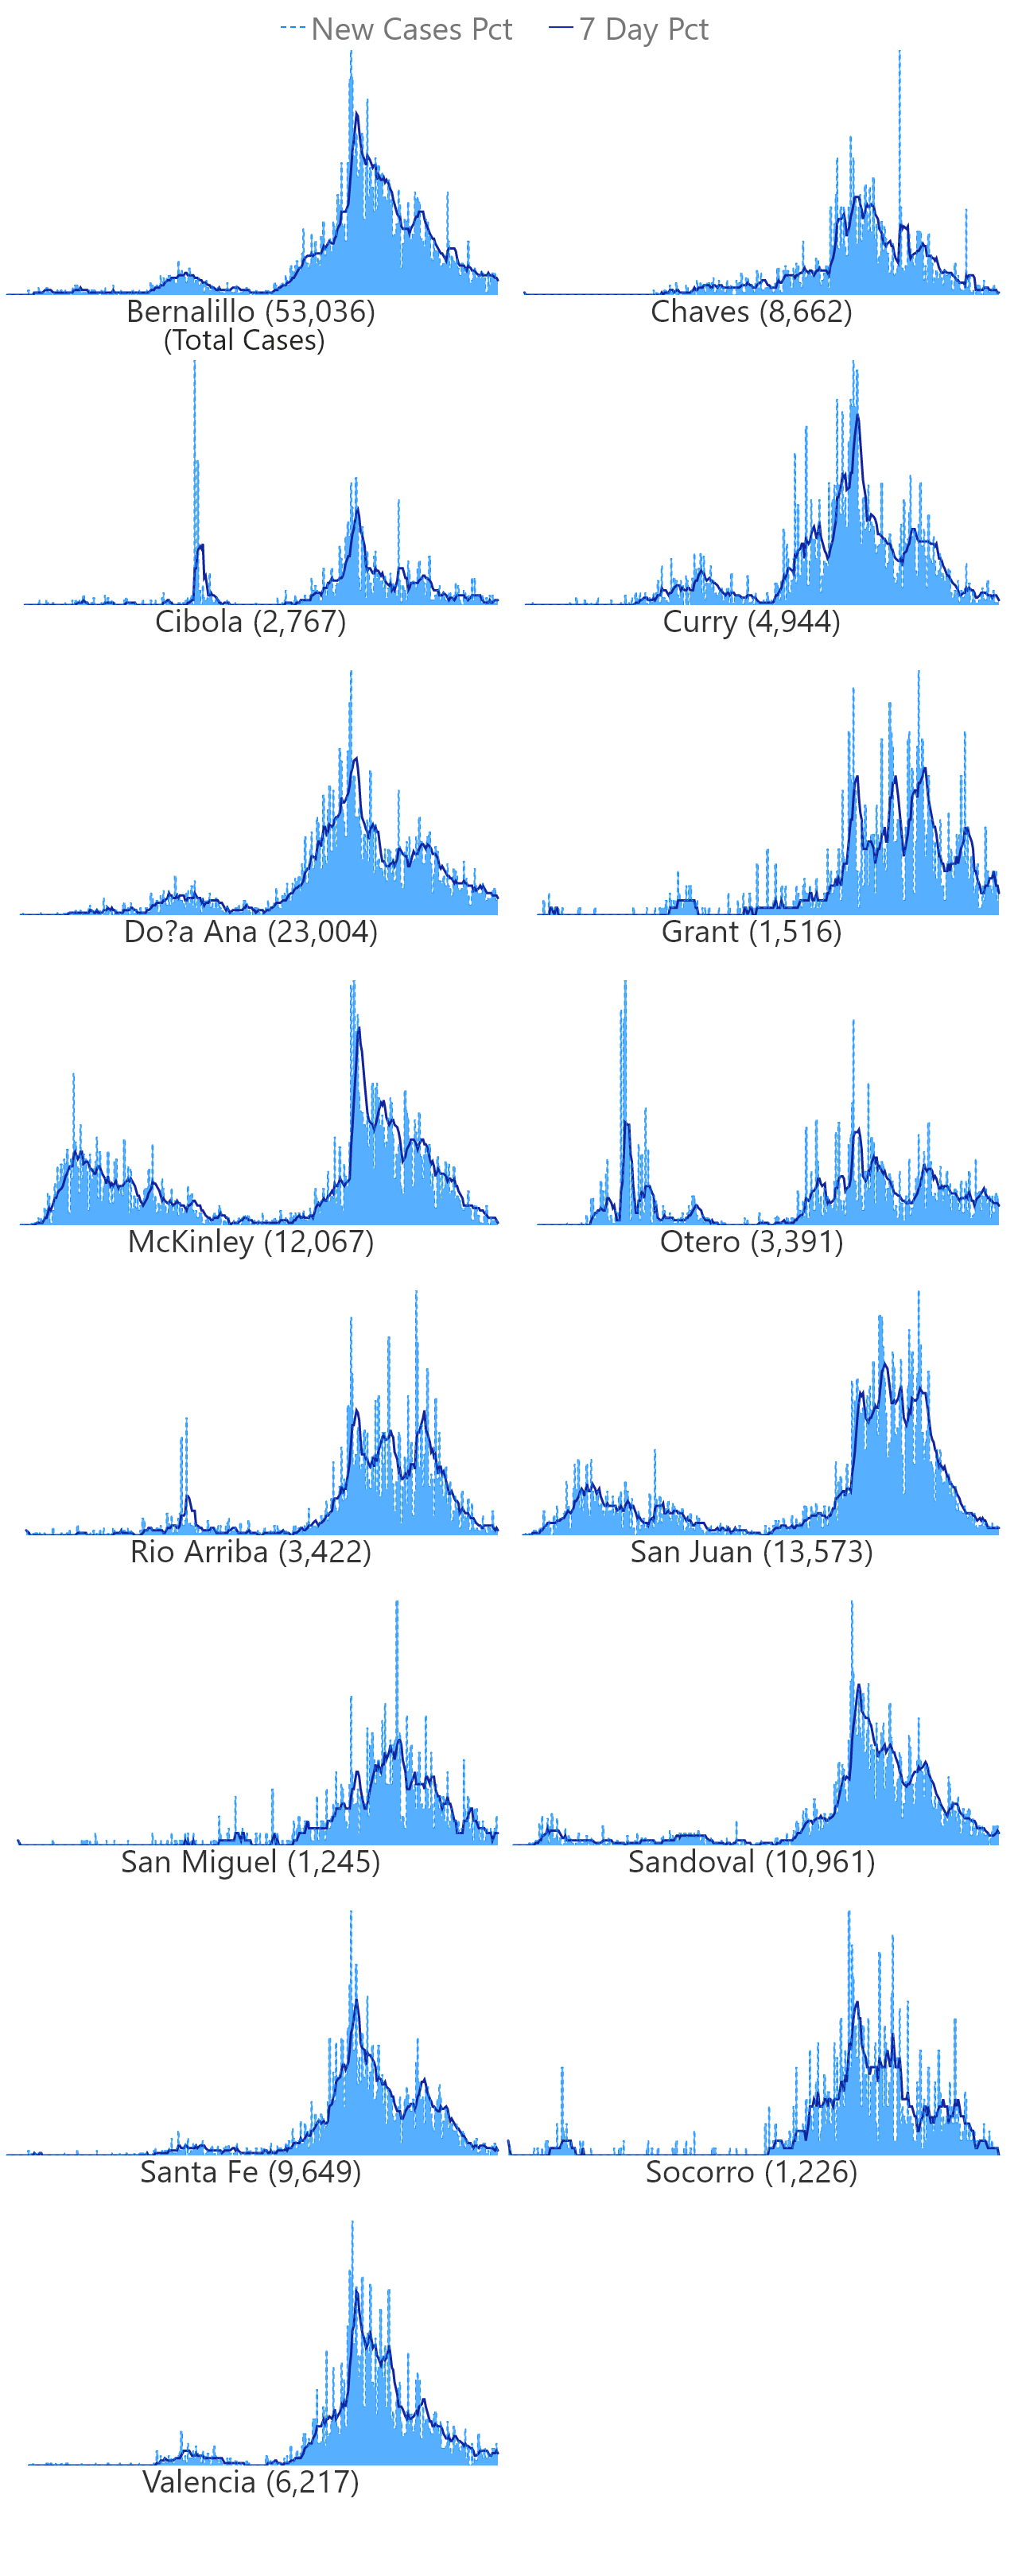 New Cases Pct 7 Day Pct
Bernalillo (53,036)
(Total Cases)
Chaves (8,662)
Cibola (2,767)
Curry (4,944)
Do?a Ana (23,004)
Grant (1,516)
McKinley (12,067)
Otero (3,391)
Rio Arriba (3,422)
San Juan (13,573)
San Miguel (1,245)
Sandoval (10,961)
Santa Fe (9,649)
Socorro (1,226)
Valencia (6,217)